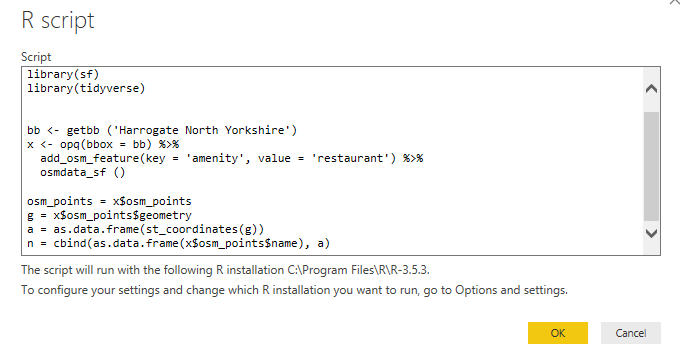 R script
Script
library(sf)
library(tidyverse)
bb <- getbb ('Harrogate North Yorkshire')
x <- opq(bbox = bb) %>%
  add_osm_feature(key = 'amenity', value = 'restaurant') %>%
  osmdata_sf ()
osm_points = x$osm_points
g = x$osm_points$geometry
a = as.data.frame(st_coordinates(g))
n = cbind(as.data.frame(x$osm_points$name), a)
The script will run with the following R installation C:\Program Files\R\R-3.5.3.
To configure your settings and change which R installation you want to run, go to Options and settings.
OK Cancel